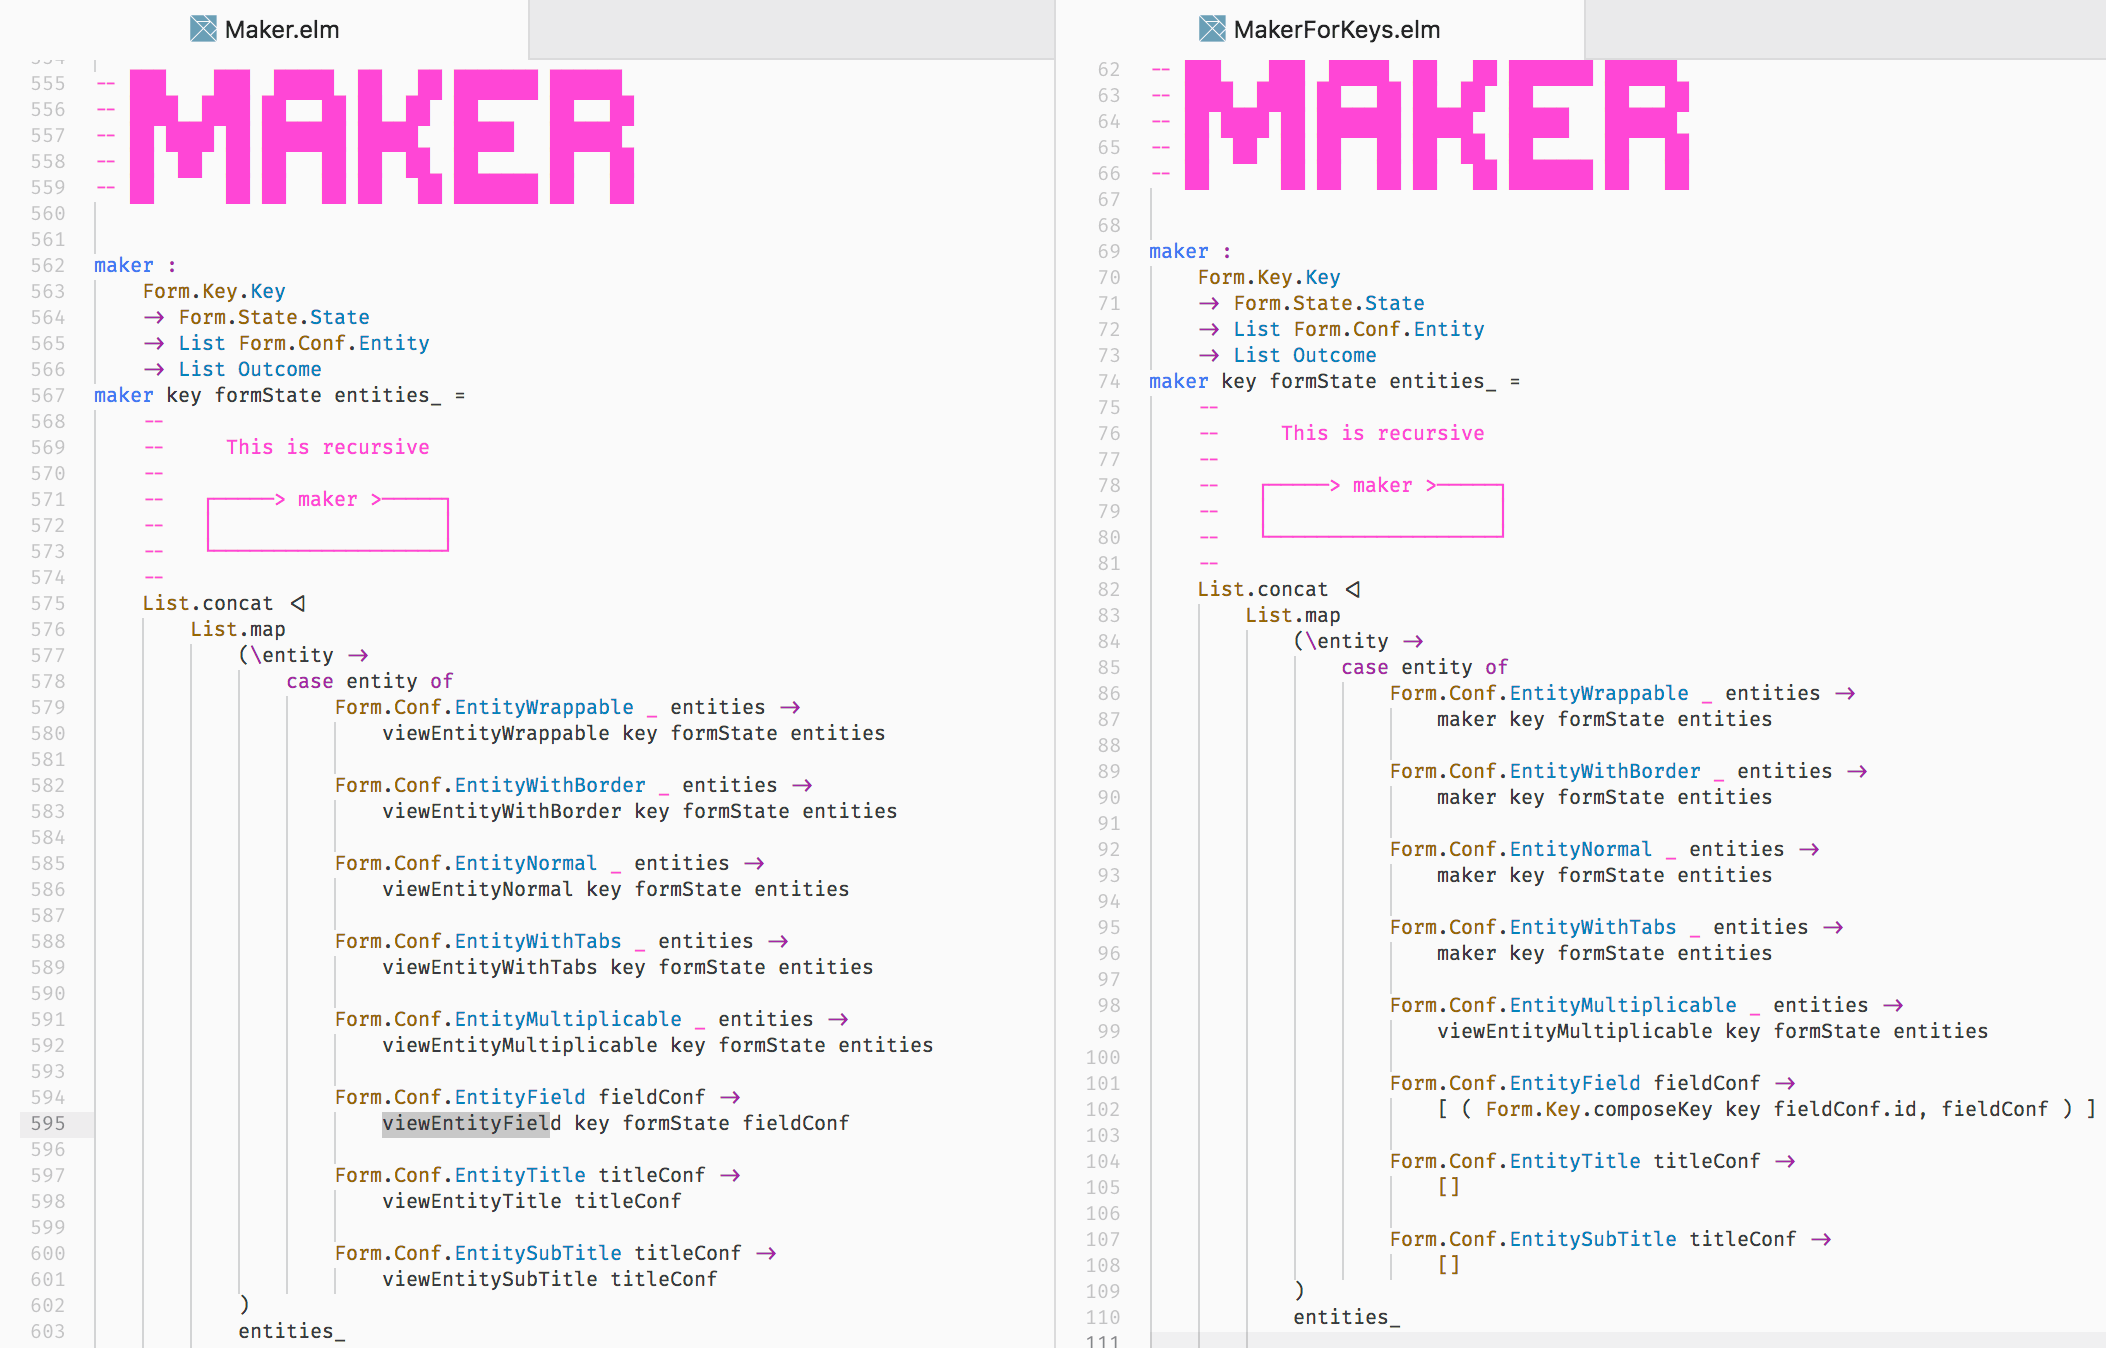 Maker.elm
554
555 -- MAKER
556 --
557 --
558 --
559 --
560
561
562 maker :
563     Form.Key.Key
564     → Form.State.State
565     → List Form.Conf.Entity
566     → List Outcome
567 maker key formState entities_ =
568     --
569     --     This is recursive
570     --
571     --   ┌─────> maker >─────┐
572     --   │                   │
573     --   └───────────────────┘
574     --
575     List.concat ◁
576         List.map
577             (\entity →
578                 case entity of
579                     Form.Conf.EntityWrappable _ entities →
580                         viewEntityWrappable key formState entities
581
582                     Form.Conf.EntityWithBorder _ entities →
583                         viewEntityWithBorder key formState entities
584
585                     Form.Conf.EntityNormal _ entities →
586                         viewEntityNormal key formState entities
587
588                     Form.Conf.EntityWithTabs _ entities →
589                         viewEntityWithTabs key formState entities
590
591                     Form.Conf.EntityMultiplicable _ entities →
592                         viewEntityMultiplicable key formState entities
593
594                     Form.Conf.EntityField fieldConf →
595                         viewEntityField key formState fieldConf
596
597                     Form.Conf.EntityTitle titleConf →
598                         viewEntityTitle titleConf
599
600                     Form.Conf.EntitySubTitle titleConf →
601                         viewEntitySubTitle titleConf
602             )
603             entities_
MakerForKeys.elm
62 -- MAKER
63 --
64 --
65 --
66 --
67
68
69 maker :
70     Form.Key.Key
71     → Form.State.State
72     → List Form.Conf.Entity
73     → List Outcome
74 maker key formState entities_ =
75     --
76     --     This is recursive
77     --
78     --   ┌─────> maker >─────┐
79     --   │                   │
80     --   └───────────────────┘
81     --
82     List.concat ◁
83         List.map
84             (\entity →
85                 case entity of
86                     Form.Conf.EntityWrappable _ entities →
87                         maker key formState entities
88
89                     Form.Conf.EntityWithBorder _ entities →
90                         maker key formState entities
91
92                     Form.Conf.EntityNormal _ entities →
93                         maker key formState entities
94
95                     Form.Conf.EntityWithTabs _ entities →
96                         maker key formState entities
97
98                     Form.Conf.EntityMultiplicable _ entities →
99                         viewEntityMultiplicable key formState entities
100
101                     Form.Conf.EntityField fieldConf →
102                         [ ( Form.Key.composeKey key fieldConf.id, fieldConf ) ]
103
104                     Form.Conf.EntityTitle titleConf →
105                         []
106
107                     Form.Conf.EntitySubTitle titleConf →
108                         []
109             )
110             entities_
111